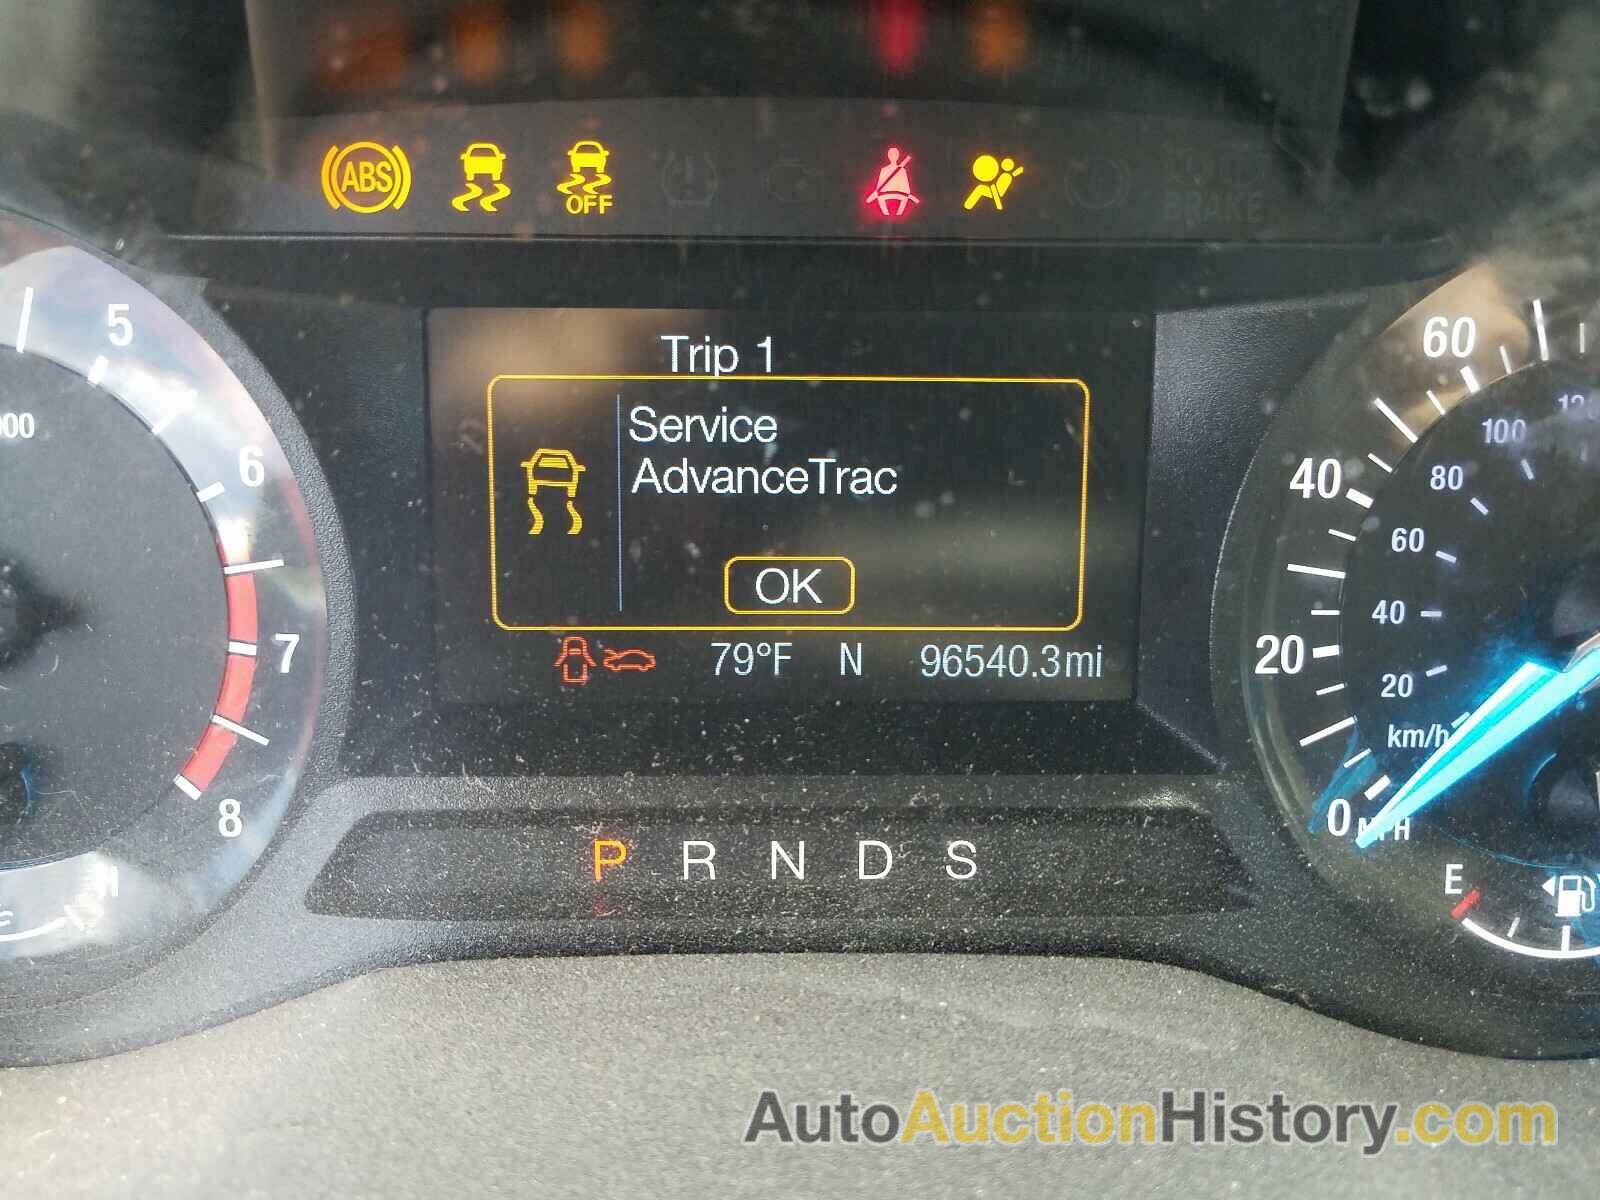 ABS
OFF
BRAKE
Trip 1
Service
AdvanceTrac
OK
79°F N 96540.3mi
5
6
7
8
H
60
40
20
0
MPH
120
100
80
60
40
20
km/h
E
P R N D S
AutoAuctionHistory.com